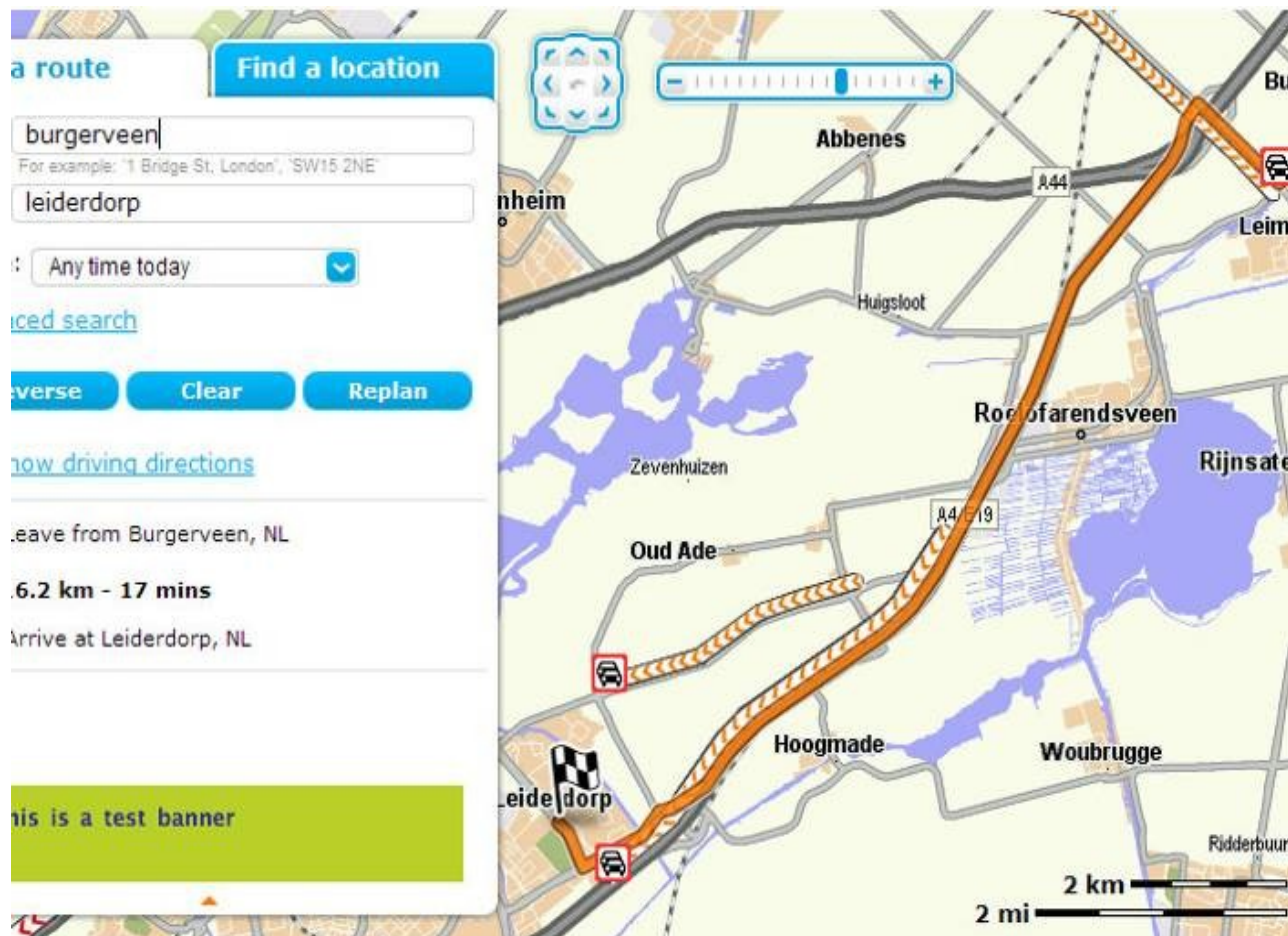 a route
Find a location
burgerveen
For example: '1 Bridge St, London', 'SW15 2NE'
leiderdorp
: Any time today
ced search
verse
Clear
Replan
how driving directions
eave from Burgerveen, NL
6.2 km - 17 mins
Arrive at Leiderdorp, NL
his is a test banner
Bu
Abbenes
A44
nheim
Leim
Huigsloot
Roelofarendsveen
Zevenhuizen
Rijnsate
A4/E19
Oud Ade
Hoogmade
Woubrugge
Leiderdorp
Ridderbuur
2 km
2 mi